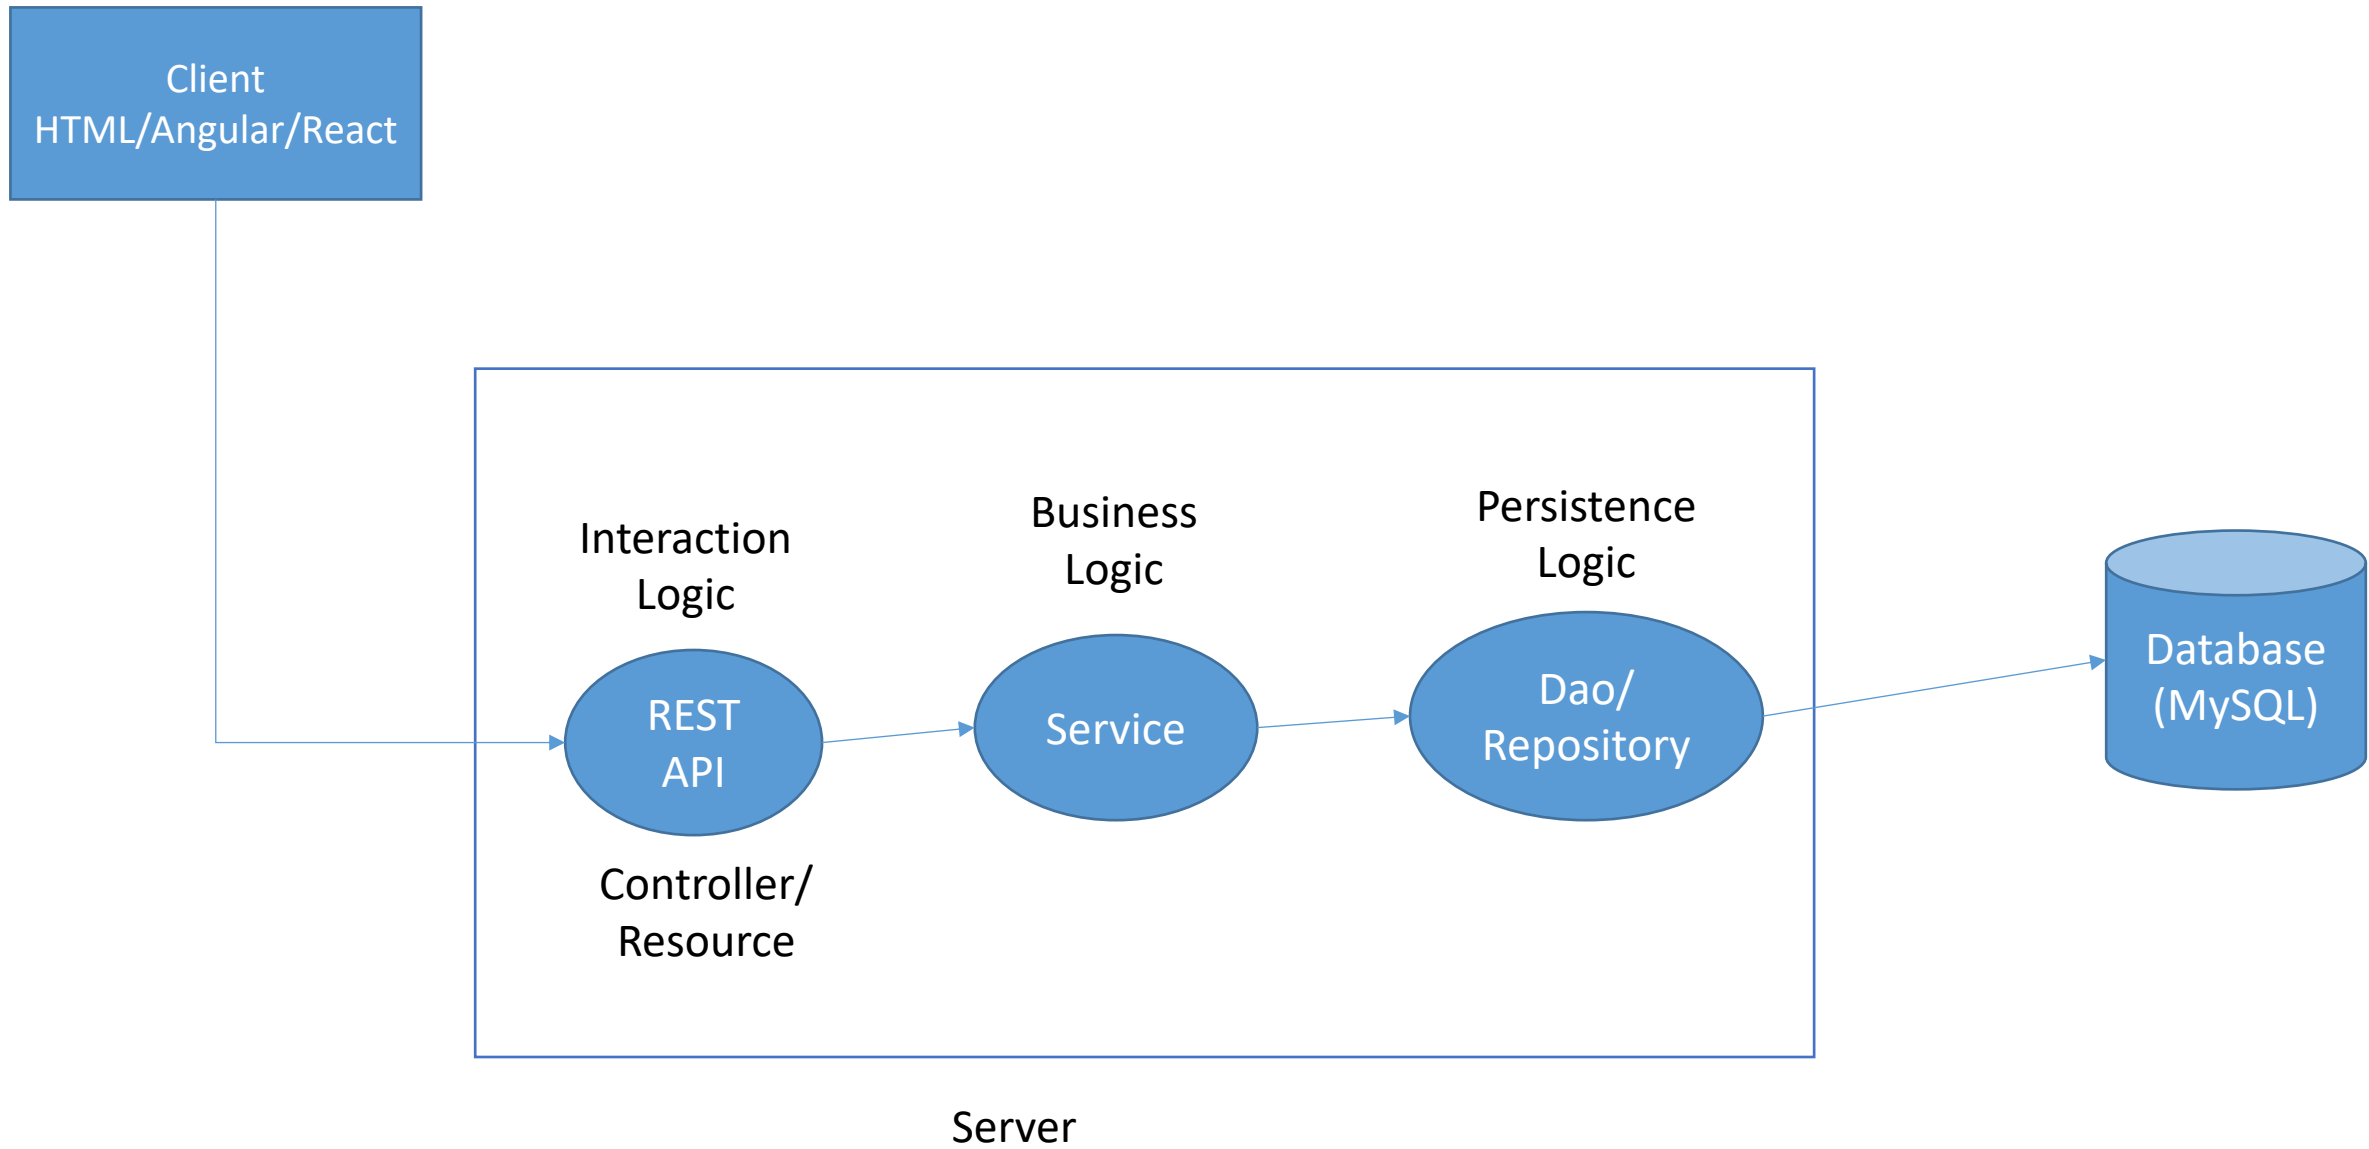 Client
HTML/Angular/React
Interaction
Logic
REST
API
Controller/
Resource
Business
Logic
Service
Persistence
Logic
Dao/
Repository
Database
(MySQL)
Server